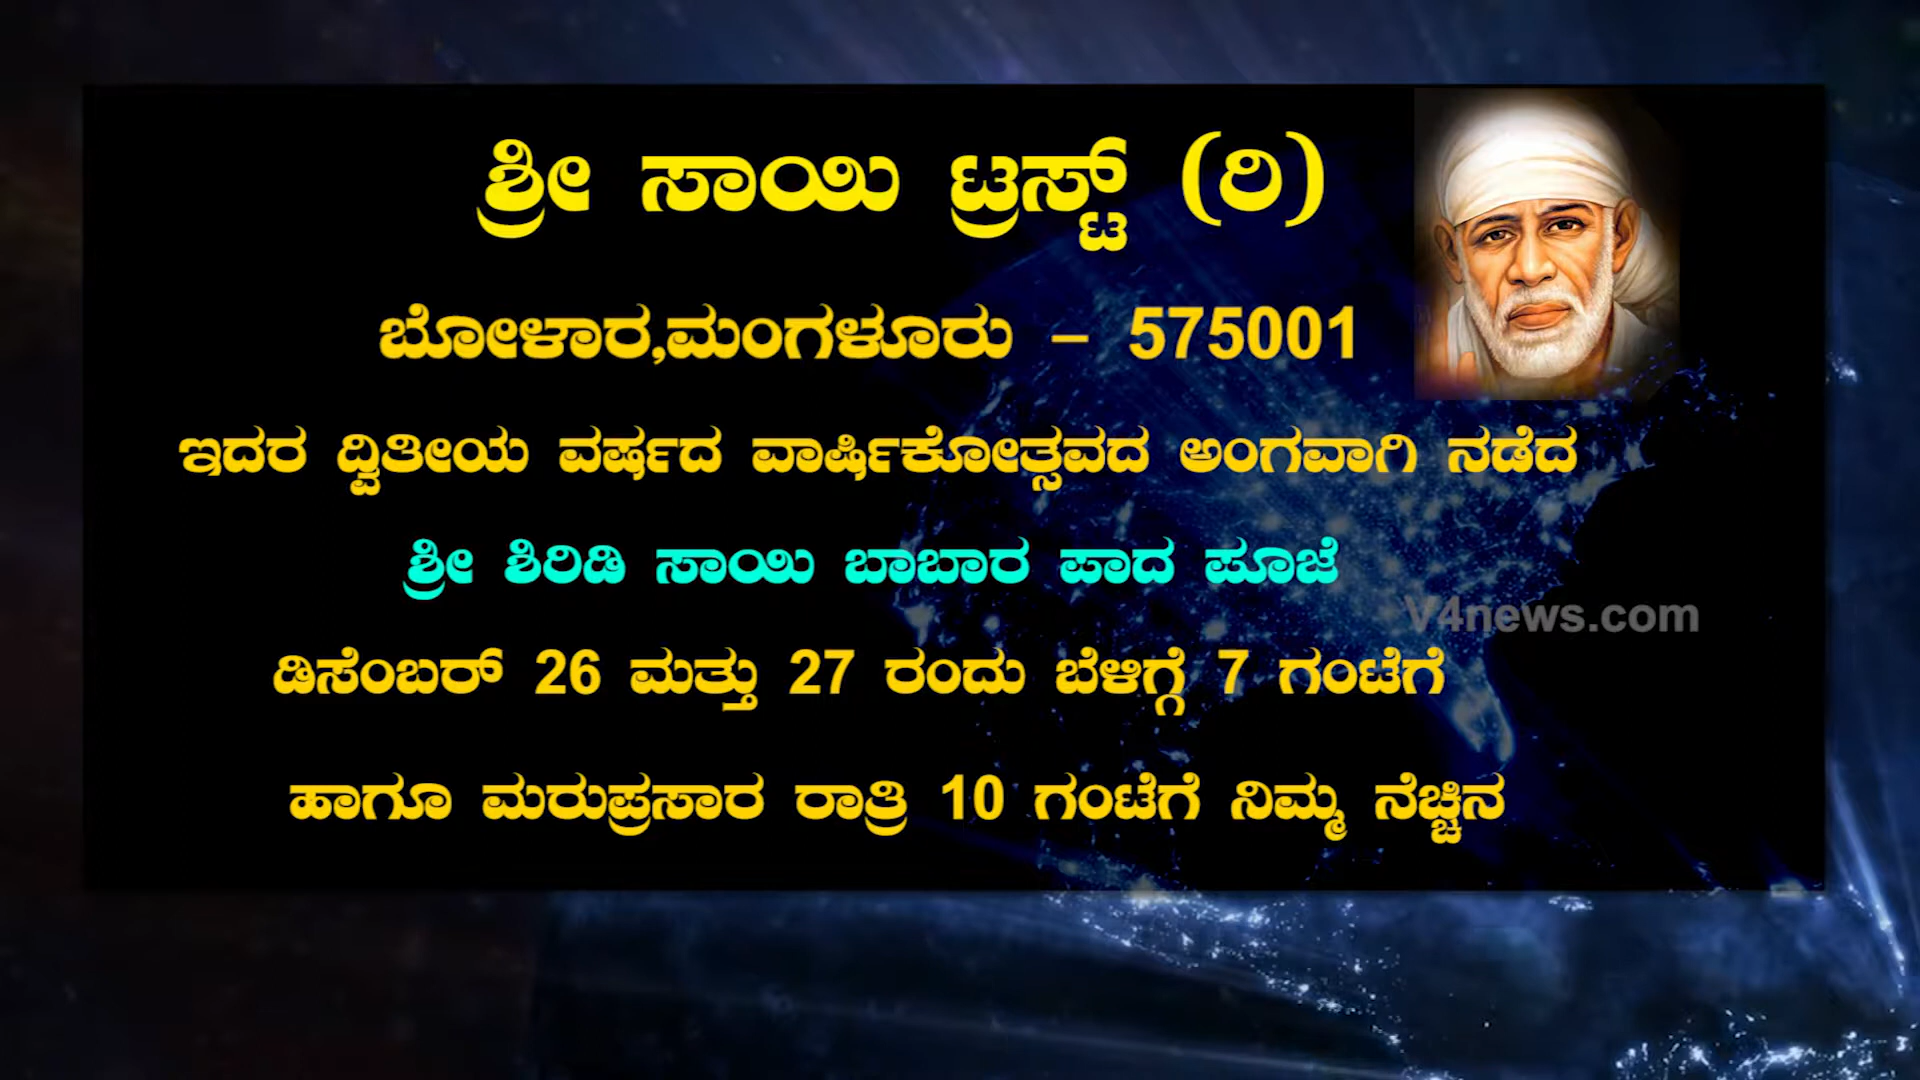 ಶ್ರೀ ಸಾಯಿ ಟ್ರಸ್ಟ್ (ರಿ)
ಬೋಳಾರ,ಮಂಗಳೂರು – 575001
ಇದರ ದ್ವಿತೀಯ ವರ್ಷದ ವಾರ್ಷಿಕೋತ್ಸವದ ಅಂಗವಾಗಿ ನಡೆದ
ಶ್ರೀ ಶಿರಿಡಿ ಸಾಯಿ ಬಾಬಾರ ಪಾದ ಪೂಜೆ
V4news.com
ಡಿಸೆಂಬರ್ 26 ಮತ್ತು 27 ರಂದು ಬೆಳಿಗ್ಗೆ 7 ಗಂಟೆಗೆ
ಹಾಗೂ ಮರುಪ್ರಸಾರ ರಾತ್ರಿ 10 ಗಂಟೆಗೆ ನಿಮ್ಮ ನೆಚ್ಚಿನ